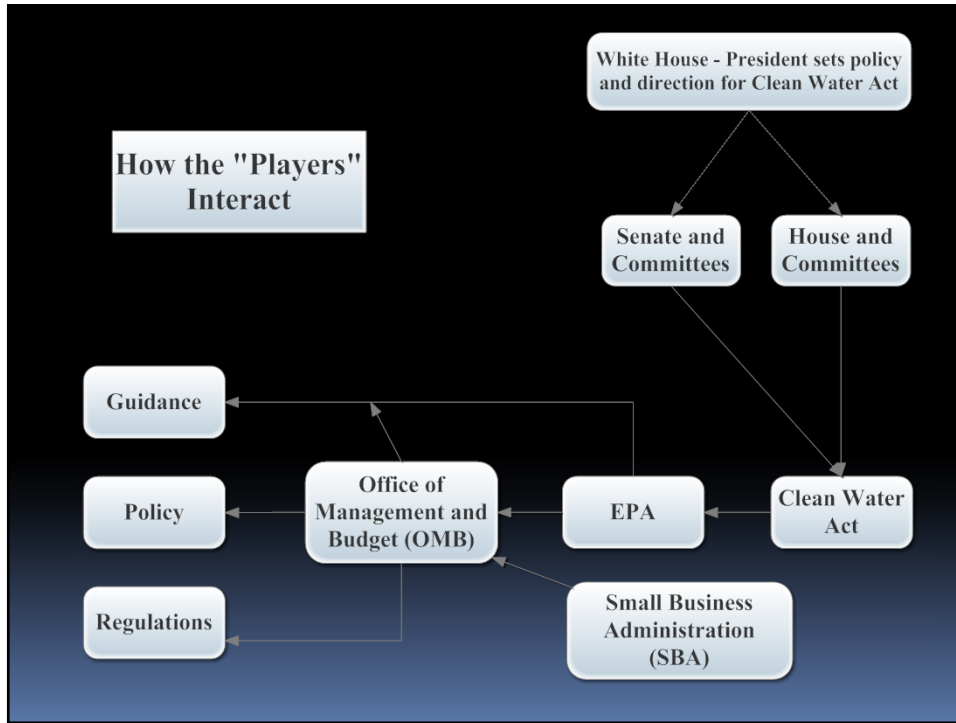 White House - President sets policy
and direction for Clean Water Act
How the "Players"
Interact
Senate and
Committees
House and
Committees
Guidance
Office of
Management and
Budget (OMB)
Policy
EPA
Clean Water
Act
Regulations
Small Business
Administration
(SBA)